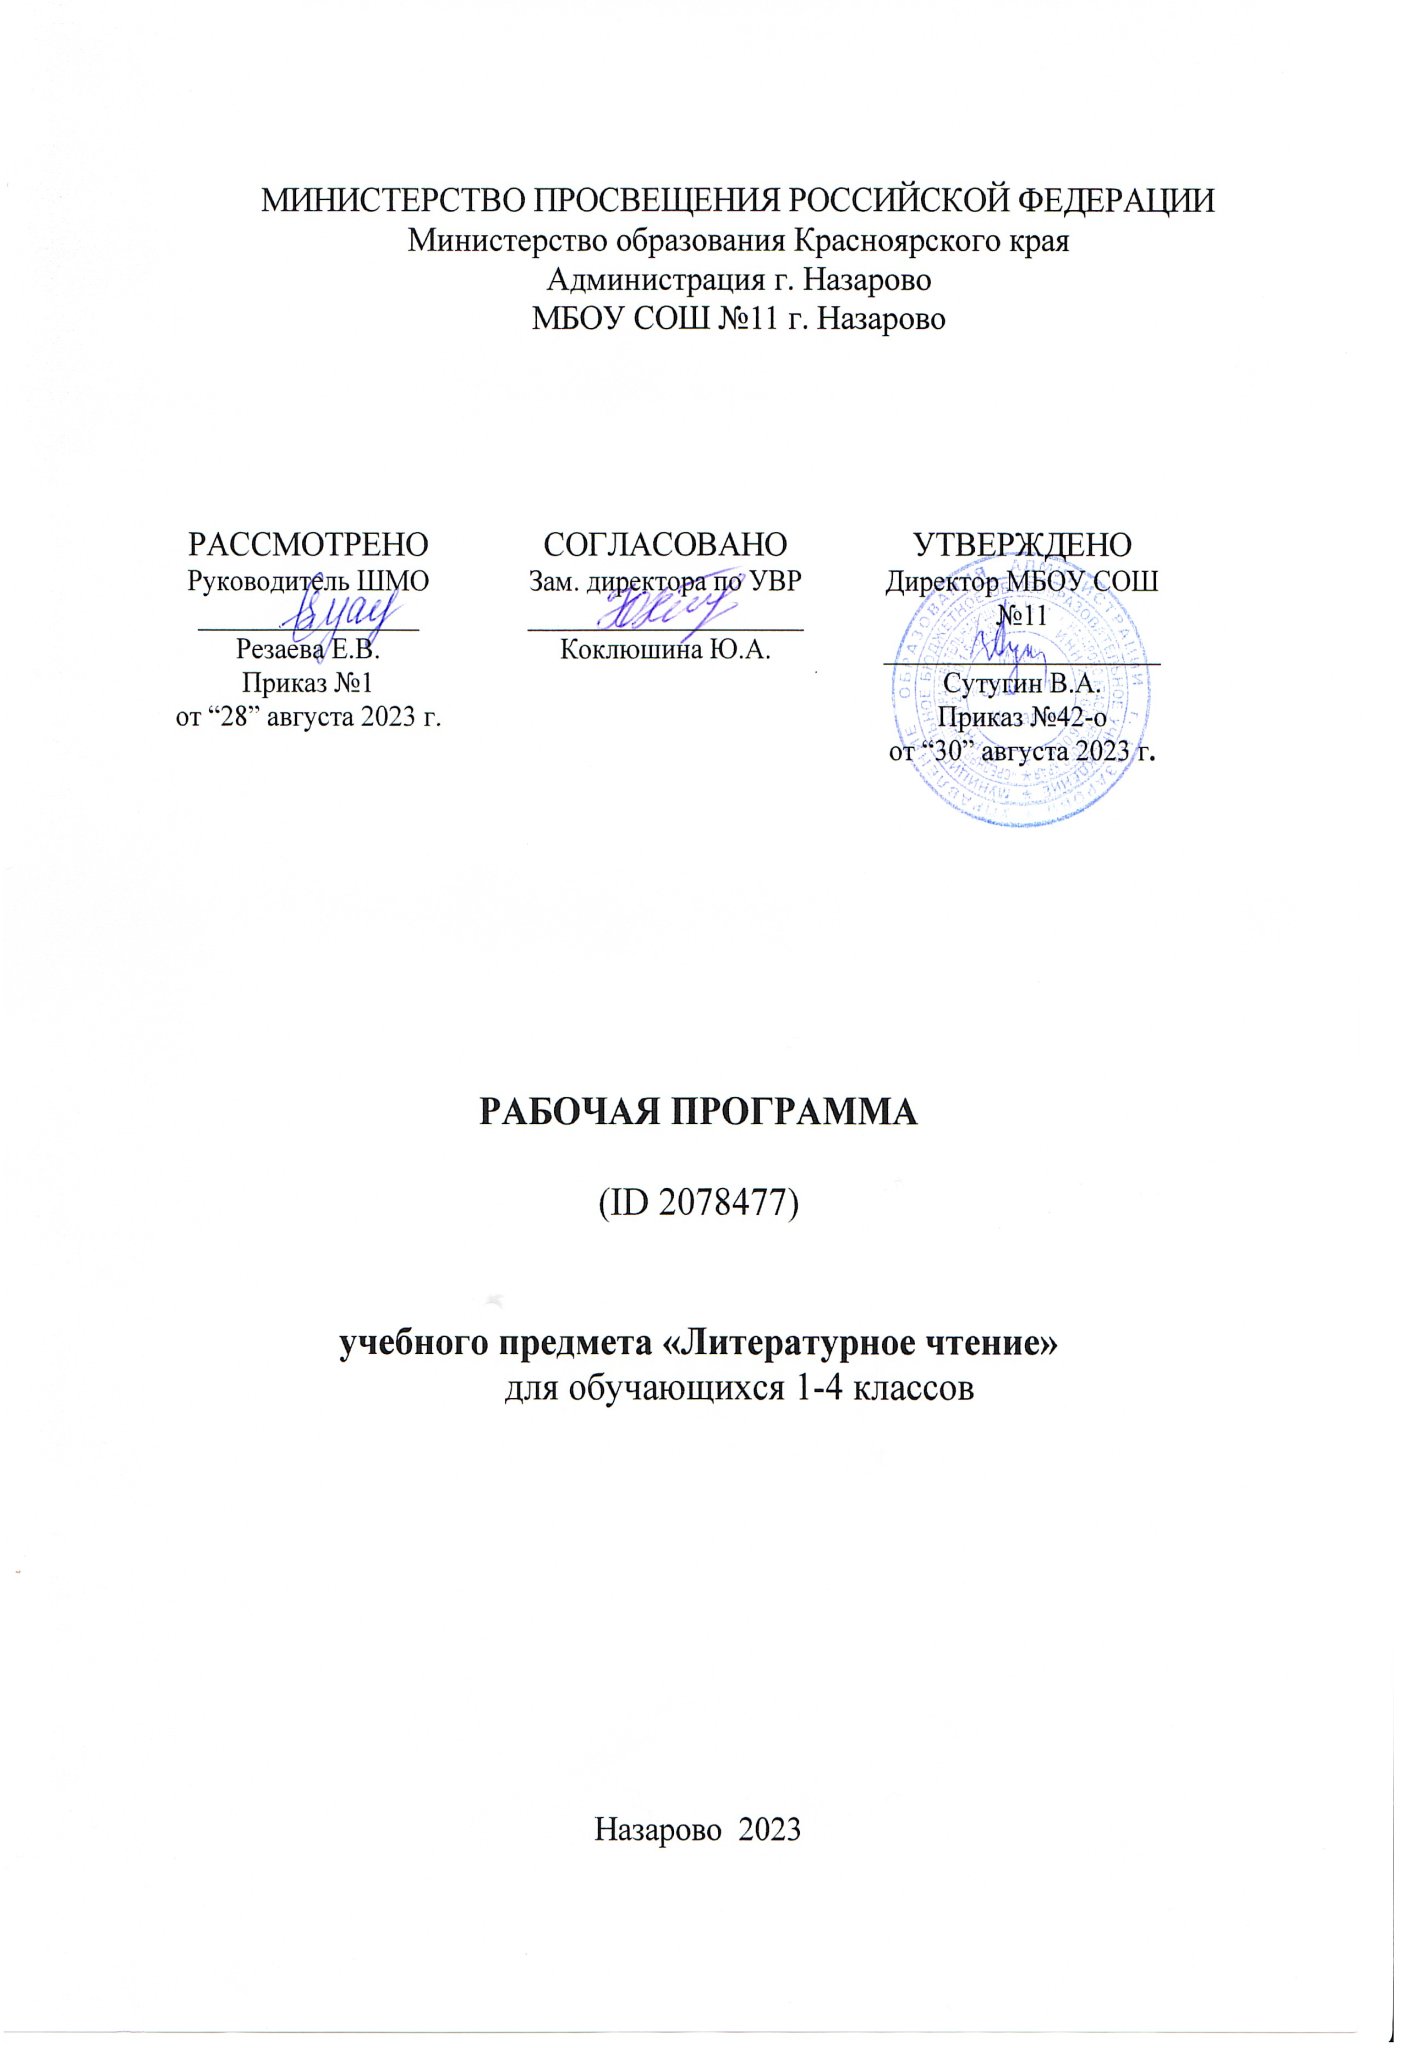 МИНИСТЕРСТВО ПРОСВЕЩЕНИЯ РОССИЙСКОЙ ФЕДЕРАЦИИ
Министерство образования Красноярского края
Администрация г. Назарово
МБОУ СОШ №11 г. Назарово
РАССМОТРЕНО
Руководитель ШМО
Резаева Е.В.
Приказ №1
от “28” августа 2023 г.
СОГЛАСОВАНО
Зам. директора по УВР
Коклюшина Ю.А.
УТВЕРЖДЕНО
Директор МБОУ СОШ
№11
Сутугин В.А.
Приказ №42-о
от “30” августа 2023 г.
РАБОЧАЯ ПРОГРАММА
(ID 2078477)
учебного предмета «Литературное чтение»
для обучающихся 1-4 классов
Назарово 2023